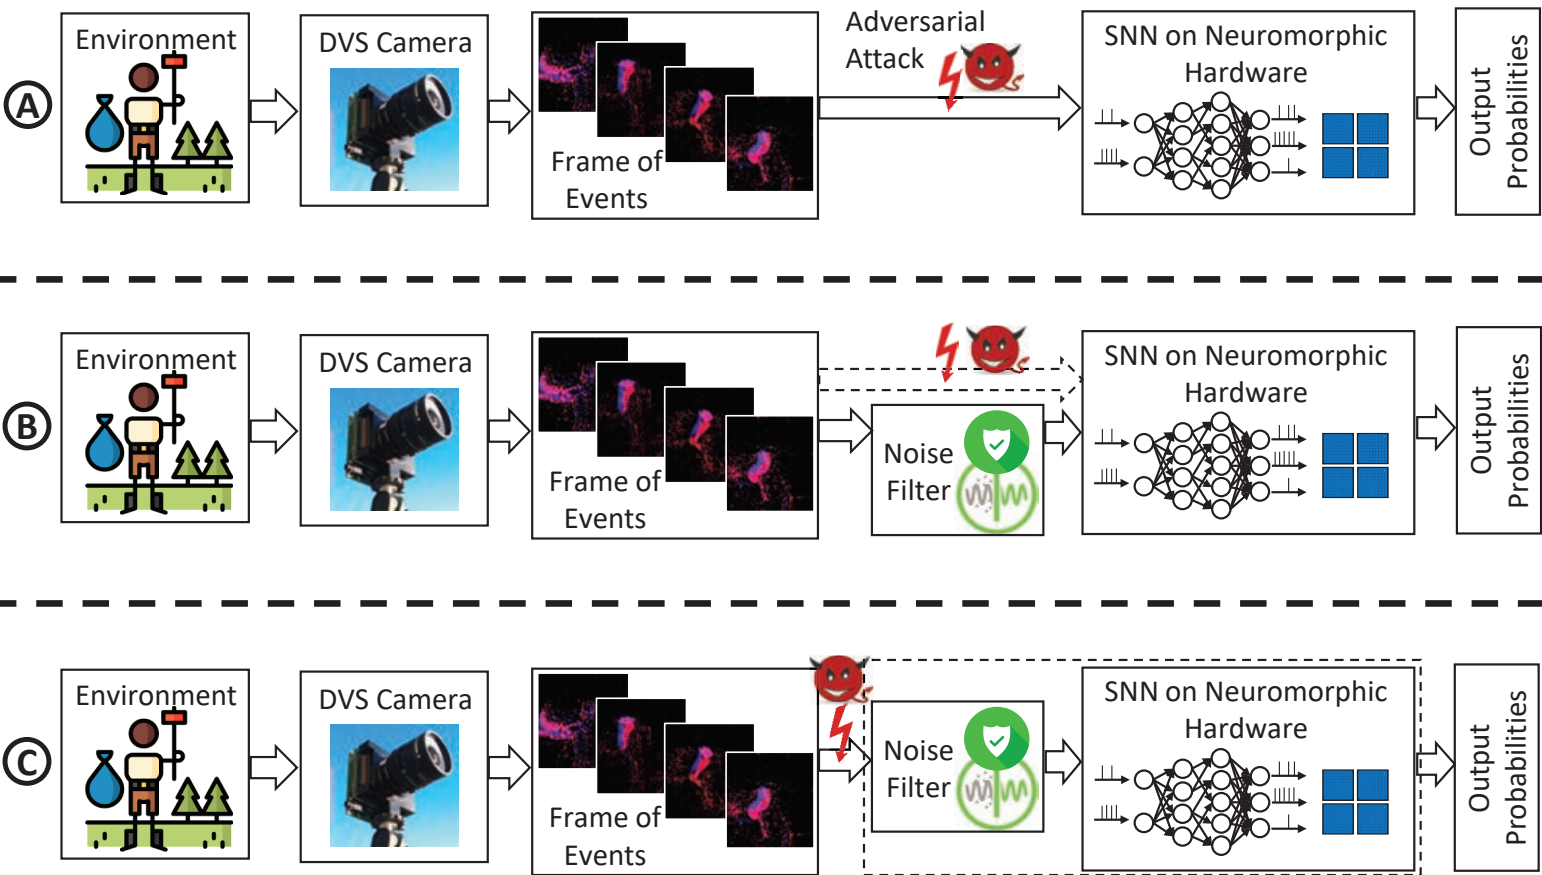 A
Environment
DVS Camera
Frame of
Events
Adversarial
Attack
SNN on Neuromorphic
Hardware
Output
Probabilities
B
Environment
DVS Camera
Frame of
Events
Noise
Filter
SNN on Neuromorphic
Hardware
Output
Probabilities
C
Environment
DVS Camera
Frame of
Events
Noise
Filter
SNN on Neuromorphic
Hardware
Output
Probabilities